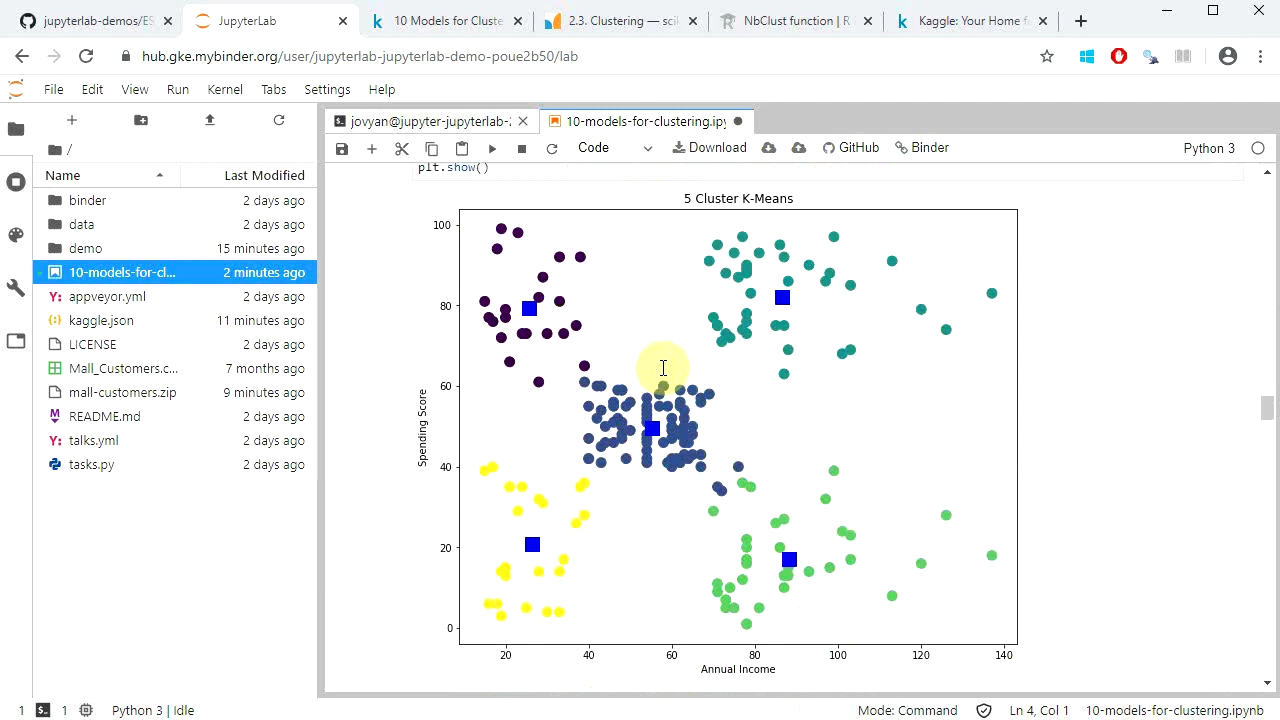 jupyterlab-demos/ES
JupyterLab
10 Models for Cluste
2.3. Clustering — sci
NbClust function | R
Kaggle: Your Home f
hub.gke.mybinder.org/user/jupyterlab-jupyterlab-demo-poue2b50/lab
File Edit View Run Kernel Tabs Settings Help
/
Name Last Modified
binder 2 days ago
data 2 days ago
demo 15 minutes ago
10-models-for-cl... 2 minutes ago
appveyor.yml 2 days ago
kaggle.json 11 minutes ago
LICENSE 2 days ago
Mall_Customers.c... 7 months ago
mall-customers.zip 9 minutes ago
README.md 2 days ago
talks.yml 2 days ago
tasks.py 2 days ago
jovyan@jupyter-jupyterlab-
10-models-for-clustering.ipy
Code Download GitHub Binder Python 3
plt.show()
5 Cluster K-Means
100
80
60
40
20
0
Spending Score
20 40 60 80 100 120 140
Annual Income
1 1 Python 3 | Idle Mode: Command Ln 4, Col 1 10-models-for-clustering.ipynb